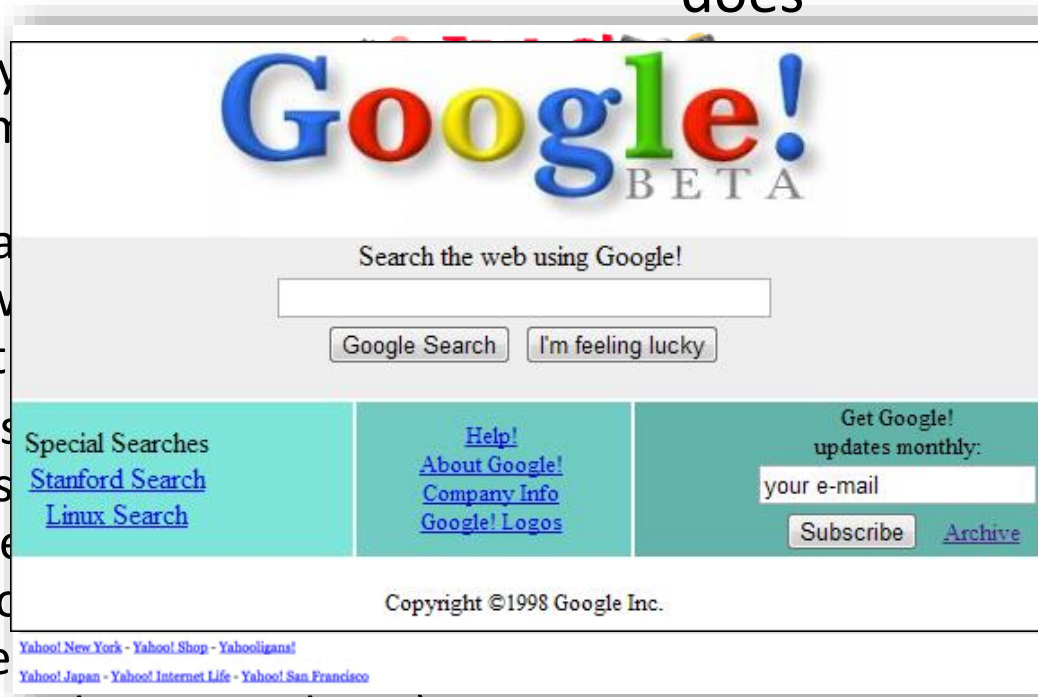 does
Google!
BETA
Search the web using Google!
Google Search I'm feeling lucky
Special Searches
Stanford Search
Linux Search
Help!
About Google!
Company Info
Google! Logos
Get Google!
updates monthly:
your e-mail
Subscribe Archive
Copyright ©1998 Google Inc.
Yahoo! New York - Yahoo! Shop - Yahooligans!
Yahoo! Japan - Yahoo! Internet Life - Yahoo! San Francisco